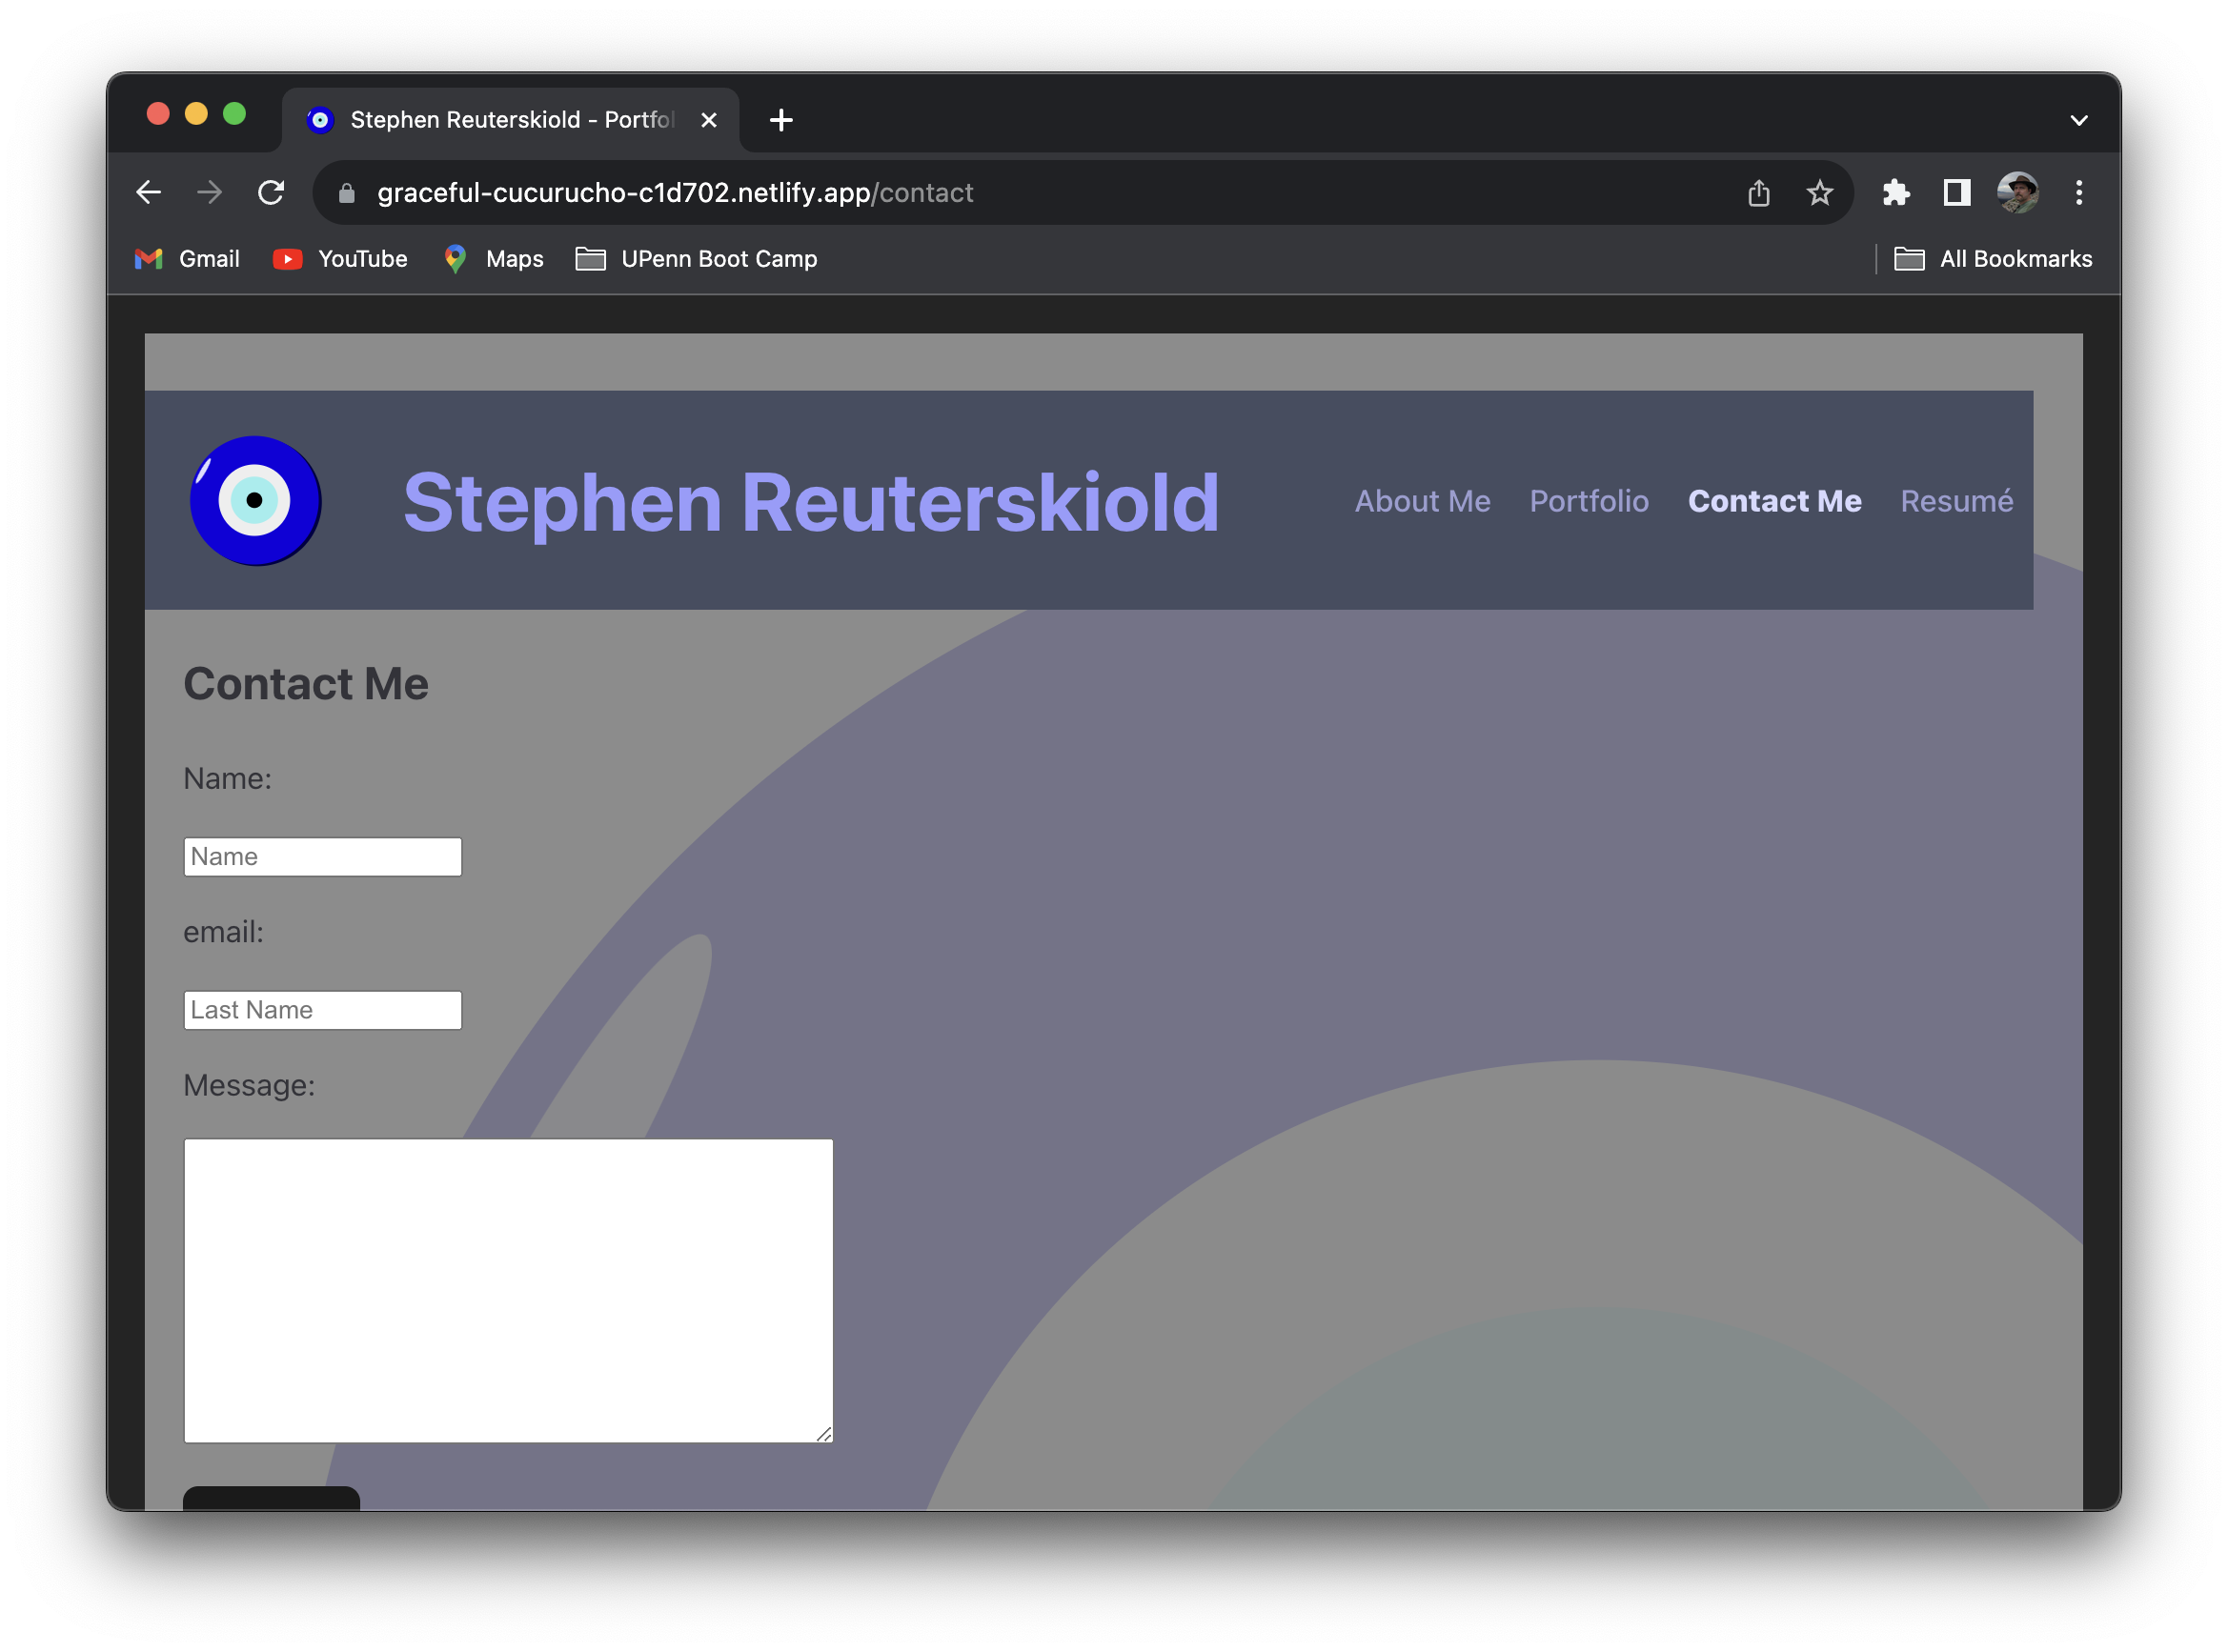 Stephen Reuterskiold - Portfol
graceful-cucurucho-c1d702.netlify.app/contact
Gmail YouTube Maps UPenn Boot Camp All Bookmarks
Stephen Reuterskiold About Me Portfolio Contact Me Resumé
Contact Me
Name:
Name
email:
Last Name
Message: